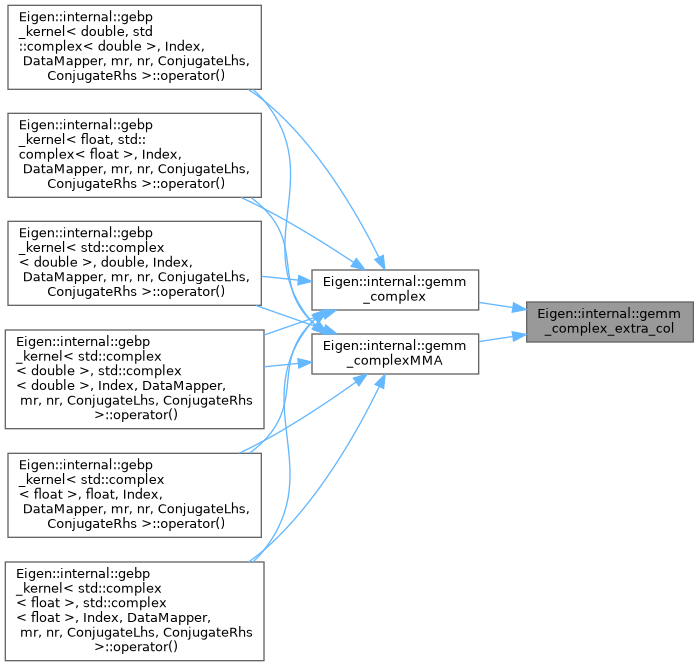 Eigen::internal::gebp
_kernel< double, std
::complex< double >, Index,
DataMapper, mr, nr, ConjugateLhs,
ConjugateRhs >::operator()
Eigen::internal::gebp
_kernel< float, std::
complex< float >, Index,
DataMapper, mr, nr, ConjugateLhs,
ConjugateRhs >::operator()
Eigen::internal::gebp
_kernel< std::complex
< double >, double, Index,
DataMapper, mr, nr, ConjugateLhs,
ConjugateRhs >::operator()
Eigen::internal::gebp
_kernel< std::complex
< double >, std::complex
< double >, Index, DataMapper,
mr, nr, ConjugateLhs, ConjugateRhs
>::operator()
Eigen::internal::gebp
_kernel< std::complex
< float >, float, Index,
DataMapper, mr, nr, ConjugateLhs,
ConjugateRhs >::operator()
Eigen::internal::gebp
_kernel< std::complex
< float >, std::complex
< float >, Index, DataMapper,
mr, nr, ConjugateLhs, ConjugateRhs
>::operator()
Eigen::internal::gemm
_complex
Eigen::internal::gemm
_complexMMA
Eigen::internal::gemm
_complex_extra_col